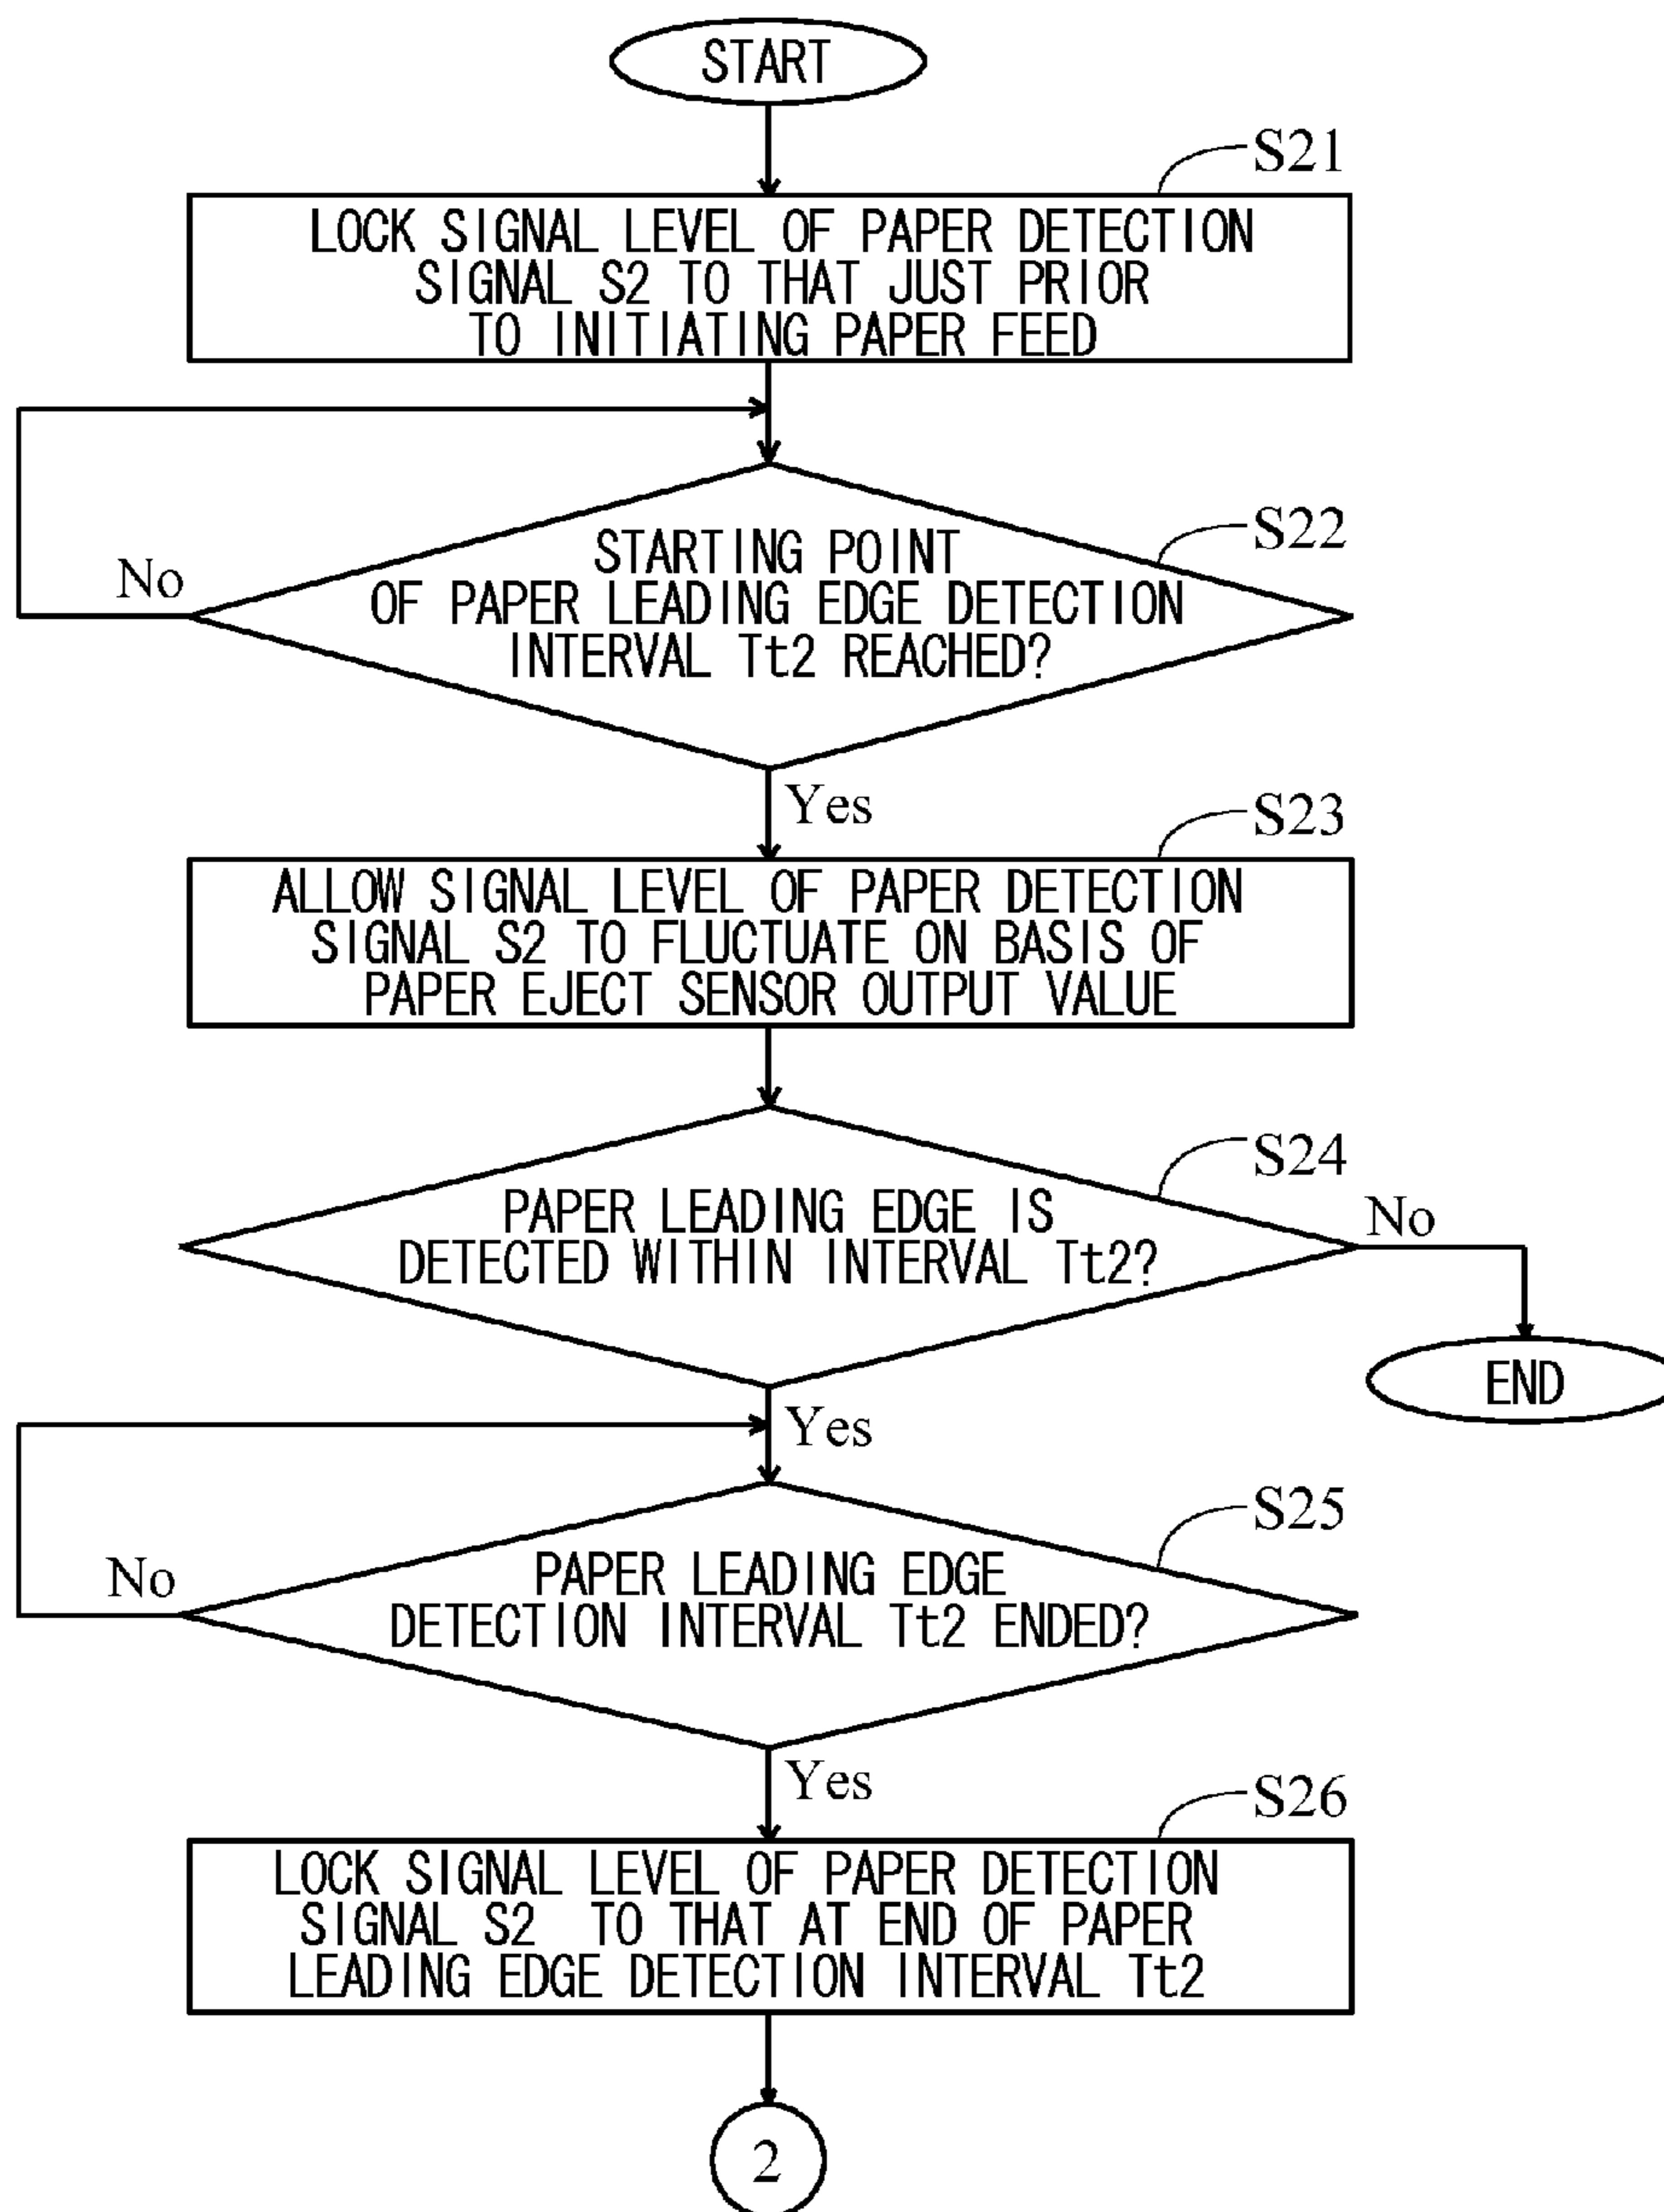 START
S21
LOCK SIGNAL LEVEL OF PAPER DETECTION
SIGNAL S2 TO THAT JUST PRIOR
TO INITIATING PAPER FEED
S22
STARTING POINT
OF PAPER LEADING EDGE DETECTION
INTERVAL Tt2 REACHED?
No
Yes
S23
ALLOW SIGNAL LEVEL OF PAPER DETECTION
SIGNAL S2 TO FLUCTUATE ON BASIS OF
PAPER EJECT SENSOR OUTPUT VALUE
S24
PAPER LEADING EDGE IS
DETECTED WITHIN INTERVAL Tt2?
No
END
Yes
S25
PAPER LEADING EDGE
DETECTION INTERVAL Tt2 ENDED?
No
Yes
S26
LOCK SIGNAL LEVEL OF PAPER DETECTION
SIGNAL S2 TO THAT AT END OF PAPER
LEADING EDGE DETECTION INTERVAL Tt2
2